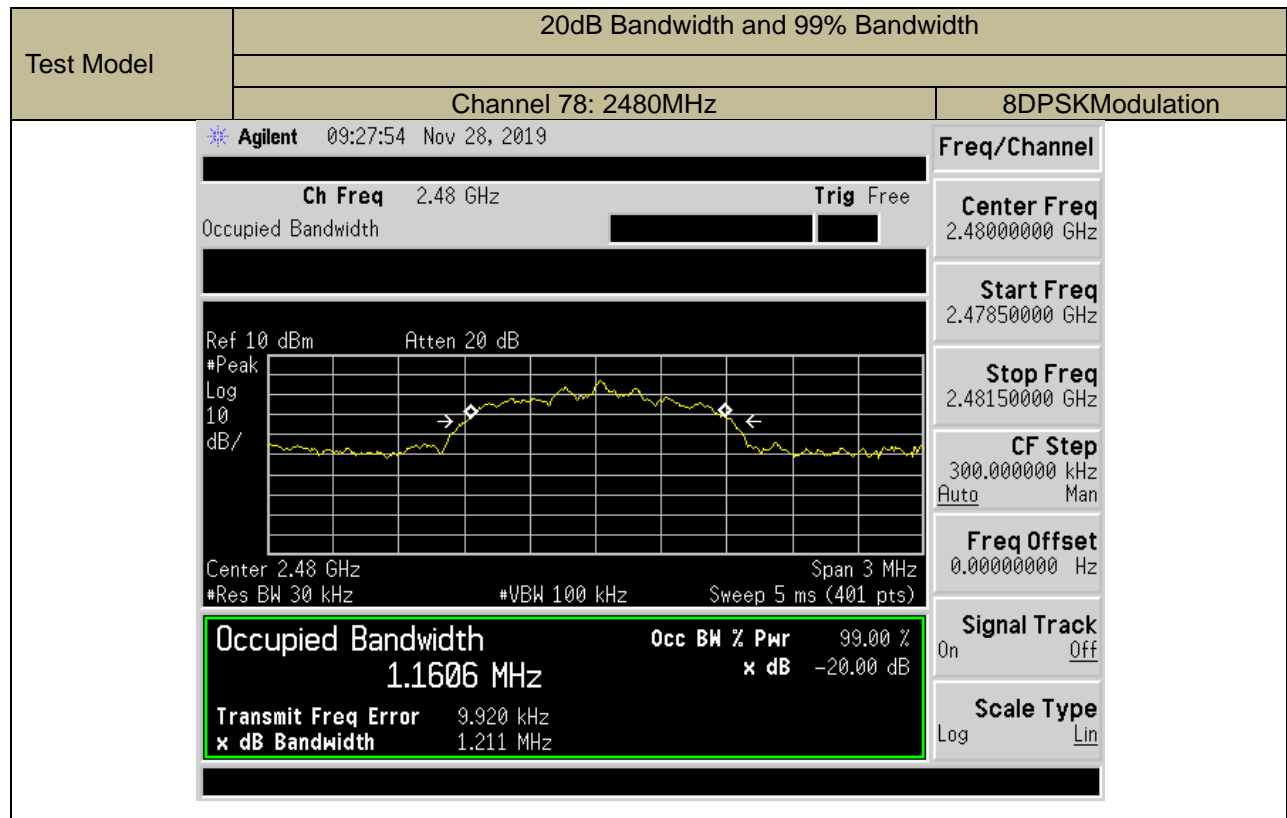 Test Model
20dB Bandwidth and 99% Bandwidth
Channel 78: 2480MHz
8DPSKModulation
Agilent 09:27:54 Nov 28, 2019
Ch Freq 2.48 GHz Trig Free
Occupied Bandwidth
Ref 10 dBm Atten 20 dB
#Peak
Log
10
dB/
Center 2.48 GHz Span 3 MHz
#Res BW 30 kHz #VBW 100 kHz Sweep 5 ms (401 pts)
Occupied Bandwidth
1.1606 MHz
Occ BW % Pwr 99.00 %
x dB -20.00 dB
Transmit Freq Error 9.920 kHz
x dB Bandwidth 1.211 MHz
Freq/Channel
Center Freq
2.48000000 GHz
Start Freq
2.47850000 GHz
Stop Freq
2.48150000 GHz
CF Step
300.000000 kHz
Auto Man
Freq Offset
0.00000000 Hz
Signal Track
On Off
Scale Type
Log Lin